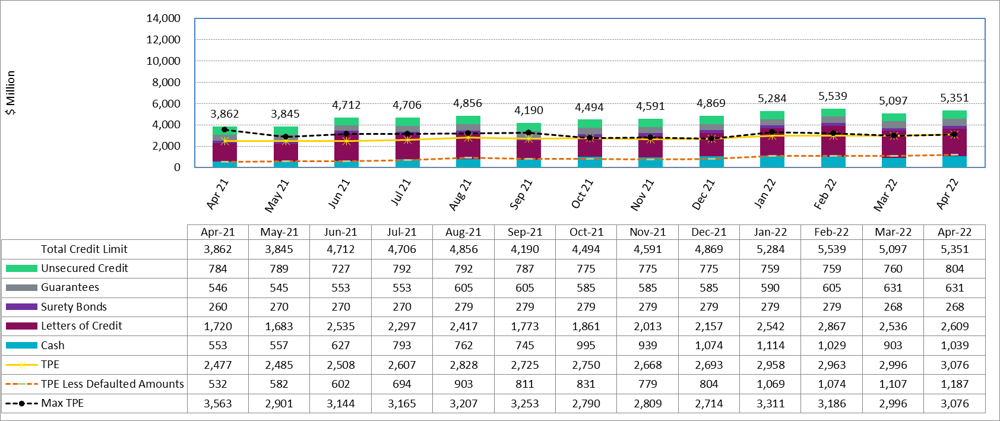 $ Million
14,000
12,000
10,000
8,000
6,000
4,000
2,000
0
3,862 3,845 4,712 4,706 4,856 4,190 4,494 4,591 4,869 5,284 5,539 5,097 5,351
Apr 21 May 21 Jun 21 Jul 21 Aug 21 Sep 21 Oct 21 Nov 21 Dec 21 Jan 22 Feb 22 Mar 22 Apr 22
Apr-21 May-21 Jun-21 Jul-21 Aug-21 Sep-21 Oct-21 Nov-21 Dec-21 Jan-22 Feb-22 Mar-22 Apr-22
Total Credit Limit 3,862 3,845 4,712 4,706 4,856 4,190 4,494 4,591 4,869 5,284 5,539 5,097 5,351
Unsecured Credit 784 789 727 792 792 787 775 775 775 759 759 760 804
Guarantees 546 545 553 553 605 605 585 585 585 590 605 631 631
Surety Bonds 260 270 270 270 279 279 279 279 279 279 279 268 268
Letters of Credit 1,720 1,683 2,535 2,297 2,417 1,773 1,861 2,013 2,157 2,542 2,867 2,536 2,609
Cash 553 557 627 793 762 745 995 939 1,074 1,114 1,029 903 1,039
TPE 2,477 2,485 2,508 2,607 2,828 2,725 2,750 2,668 2,693 2,958 2,963 2,996 3,076
TPE Less Defaulted Amounts 532 582 602 694 903 811 831 779 804 1,069 1,074 1,107 1,187
Max TPE 3,563 2,901 3,144 3,165 3,207 3,253 2,790 2,809 2,714 3,311 3,186 2,996 3,076